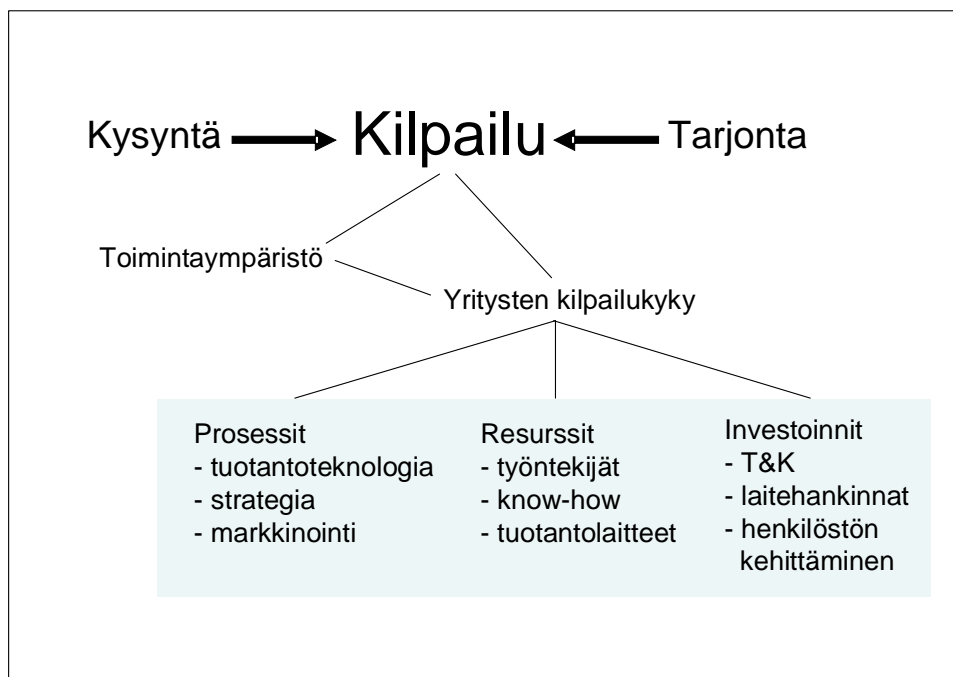 Kysyntä Kilpailu Tarjonta
Toimintaympäristö
Yritysten kilpailukyky
Prosessit
- tuotantoteknologia
- strategia
- markkinointi
Resurssit
- työntekijät
- know-how
- tuotantolaitteet
Investoinnit
- T&K
- laitehankinnat
- henkilöstön
kehittäminen